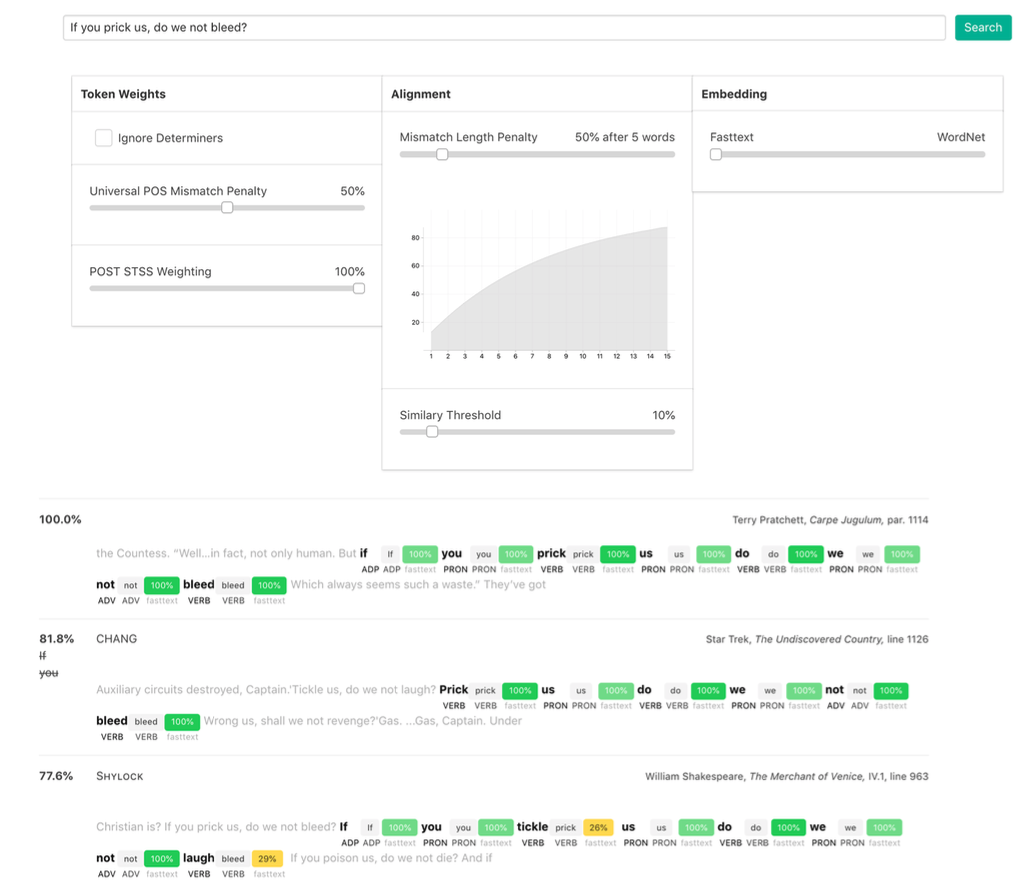 If you prick us, do we not bleed? Search
Token Weights Alignment Embedding
Ignore Determiners Mismatch Length Penalty 50% after 5 words Fasttext WordNet
Universal POS Mismatch Penalty 50%
80
POST STSS Weighting 100% 60
40
20
1 2 3 4 5 6 7 8 9 10 11 12 13 14 15
Similary Threshold 10%
100.0% Terry Pratchett, Carpe Jugulum, par. 1114
the Countess. "Well...in fact, not only human. But if If 100% you you 100% prick prick 100% us us 100% do do 100% we we 100%
ADP ADP fasttext PRON PRON fasttext VERB VERB fasttext PRON PRON fasttext VERB VERB fasttext PRON PRON fasttext
not not 100% bleed bleed 100% Which always seems such a waste." They've got
ADV ADV fasttext VERB VERB fasttext
81.8% CHANG Star Trek, The Undiscovered Country, line 1126
If
you
Auxiliary circuits destroyed, Captain.'Tickle us, do we not laugh? Prick prick 100% us us 100% do do 100% we we 100% not not 100%
VERB VERB fasttext PRON PRON fasttext VERB VERB fasttext PRON PRON fasttext ADV ADV fasttext
bleed bleed 100% Wrong us, shall we not revenge?'Gas. ...Gas, Captain. Under
VERB VERB fasttext
77.6% SHYLOCK William Shakespeare, The Merchant of Venice, IV.1, line 963
Christian is? If you prick us, do we not bleed? If If 100% you you 100% tickle prick 26% us us 100% do do 100% we we 100%
ADP ADP fasttext PRON PRON fasttext VERB VERB fasttext PRON PRON fasttext VERB VERB fasttext PRON PRON fasttext
not not 100% laugh bleed 29% If you poison us, do we not die? And if
ADV ADV fasttext VERB VERB fasttext